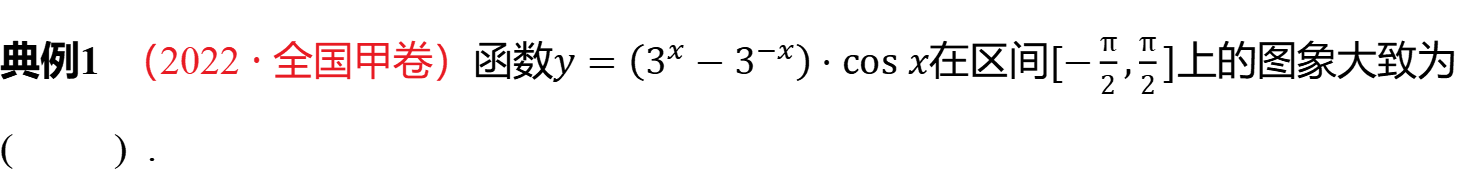 典例1 （2022 · 全国甲卷）函数y = (3^x − 3^{−x}) · cos x在区间[−π/2, π/2]上的图象大致为
( ) .